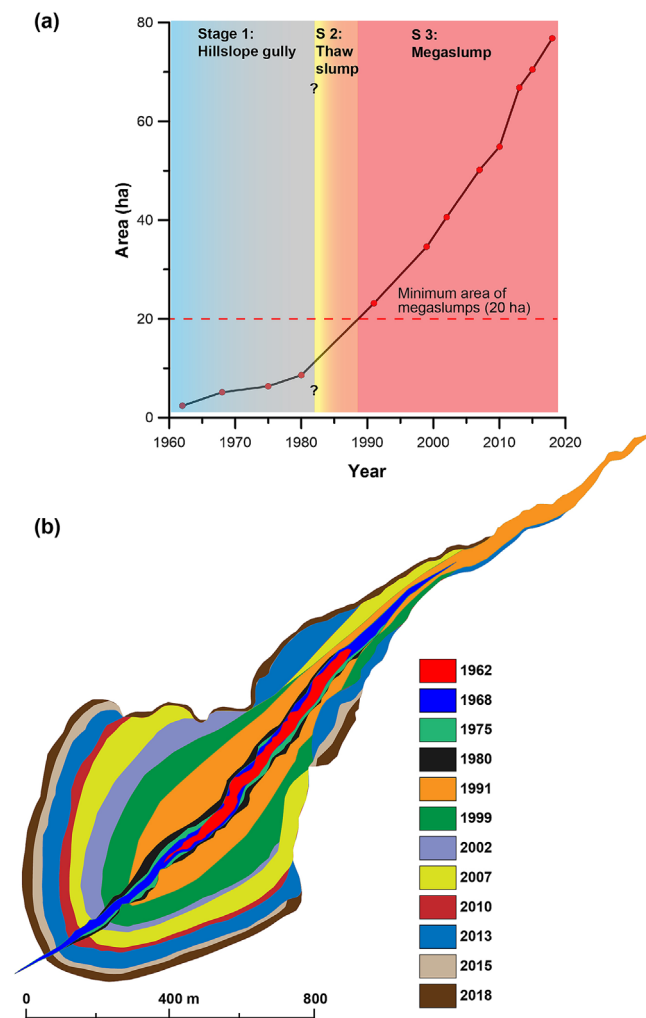 (a)
80
60
40
20
0
Area (ha)
Stage 1:
Hillslope gully
S 2:
Thaw
slump
?
S 3:
Megaslump
Minimum area of
megaslumps (20 ha)
?
1960 1970 1980 1990 2000 2010 2020
Year
(b)
1962
1968
1975
1980
1991
1999
2002
2007
2010
2013
2015
2018
0 400 m 800